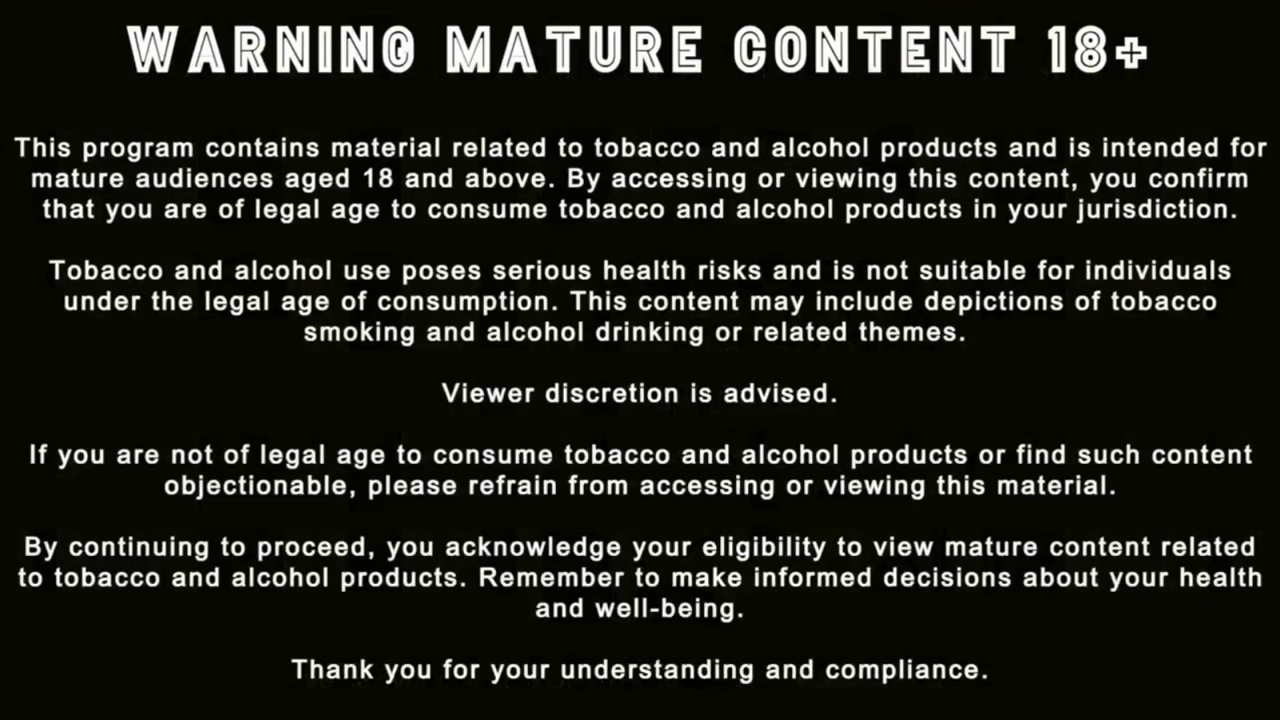 WARNING MATURE CONTENT 18+
This program contains material related to tobacco and alcohol products and is intended for
mature audiences aged 18 and above. By accessing or viewing this content, you confirm
that you are of legal age to consume tobacco and alcohol products in your jurisdiction.
Tobacco and alcohol use poses serious health risks and is not suitable for individuals
under the legal age of consumption. This content may include depictions of tobacco
smoking and alcohol drinking or related themes.
Viewer discretion is advised.
If you are not of legal age to consume tobacco and alcohol products or find such content
objectionable, please refrain from accessing or viewing this material.
By continuing to proceed, you acknowledge your eligibility to view mature content related
to tobacco and alcohol products. Remember to make informed decisions about your health
and well-being.
Thank you for your understanding and compliance.